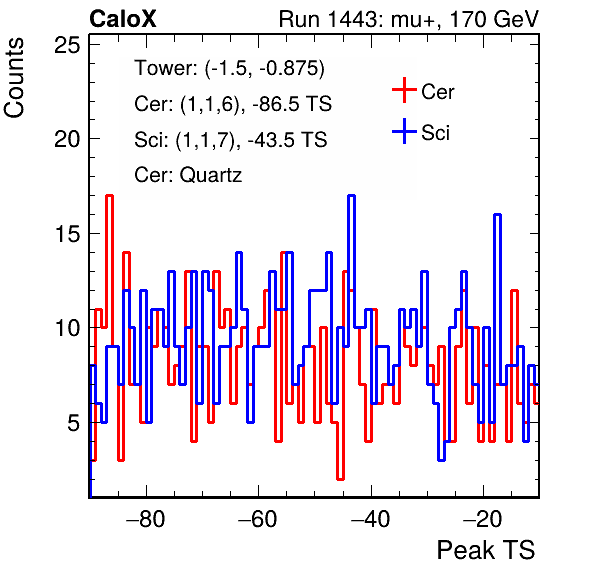 CaloX Run 1443: mu+, 170 GeV
Counts
25
20
15
10
5
Tower: (-1.5, -0.875)
Cer: (1,1,6), -86.5 TS
Sci: (1,1,7), -43.5 TS
Cer: Quartz
Cer
Sci
−80 −60 −40 −20
Peak TS